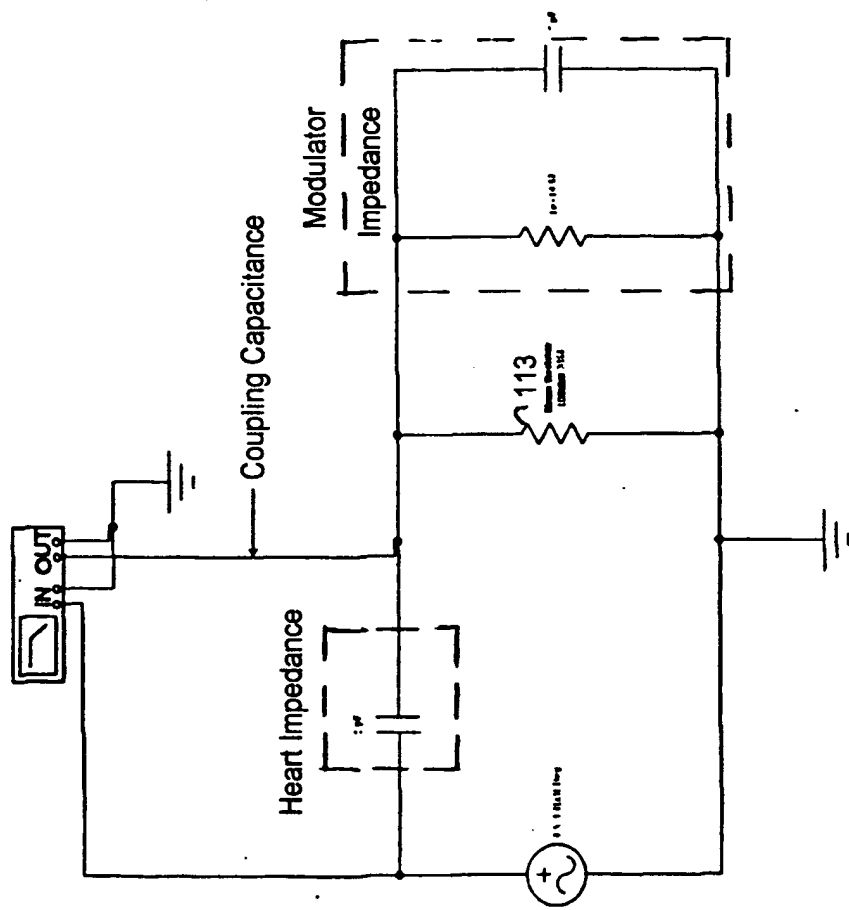 Modulator
Impedance
Coupling Capacitance
113
IN OUT
Heart Impedance